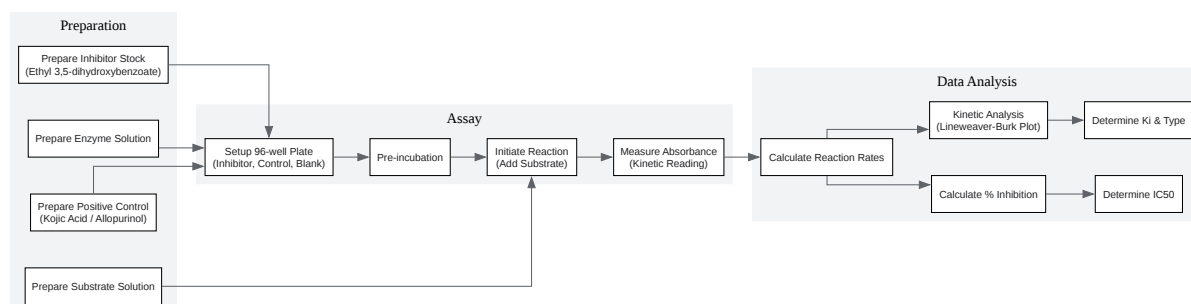 Preparation
Prepare Inhibitor Stock
(Ethyl 3,5-dihydroxybenzoate)
Prepare Enzyme Solution
Prepare Positive Control
(Kojic Acid / Allopurinol)
Prepare Substrate Solution
Assay
Setup 96-well Plate
(Inhibitor, Control, Blank)
Pre-incubation
Initiate Reaction
(Add Substrate)
Measure Absorbance
(Kinetic Reading)
Data Analysis
Calculate Reaction Rates
Kinetic Analysis
(Lineweaver-Burk Plot)
Determine Ki & Type
Calculate % Inhibition
Determine IC50